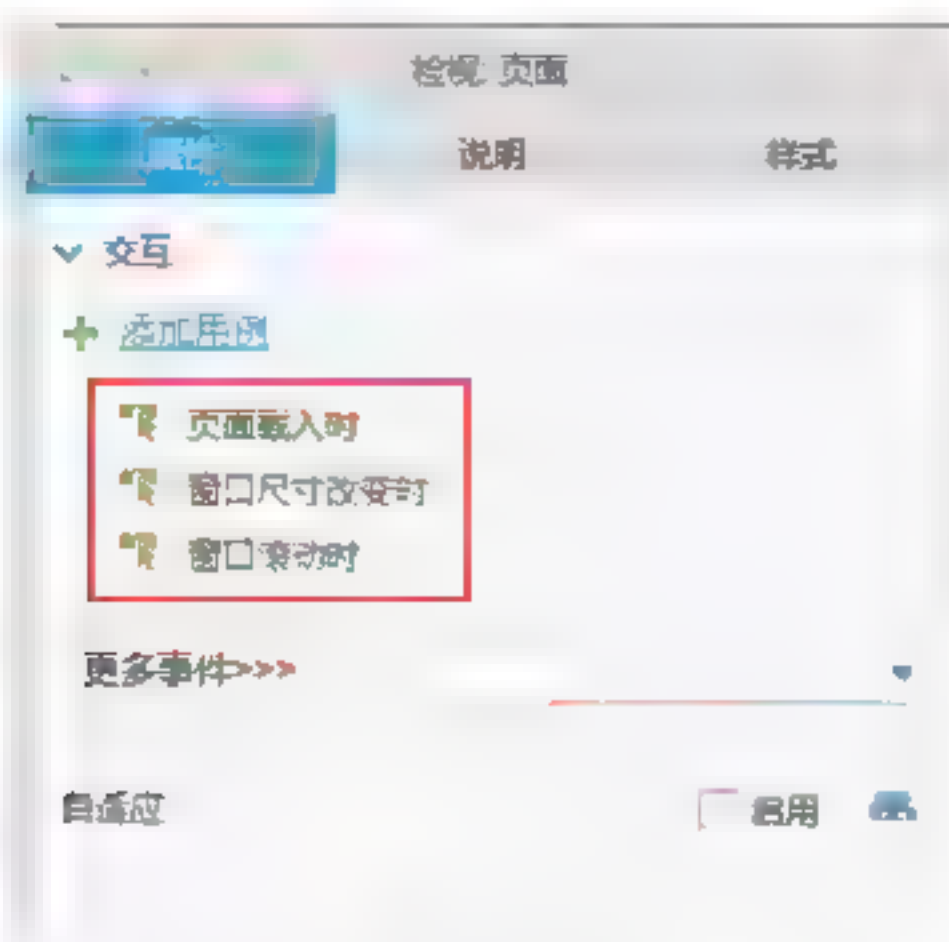 检视: 页面
说明 样式
交互
添加用例
页面载入时
窗口尺寸改变时
窗口滚动时
更多事件>>>
自适应 启用